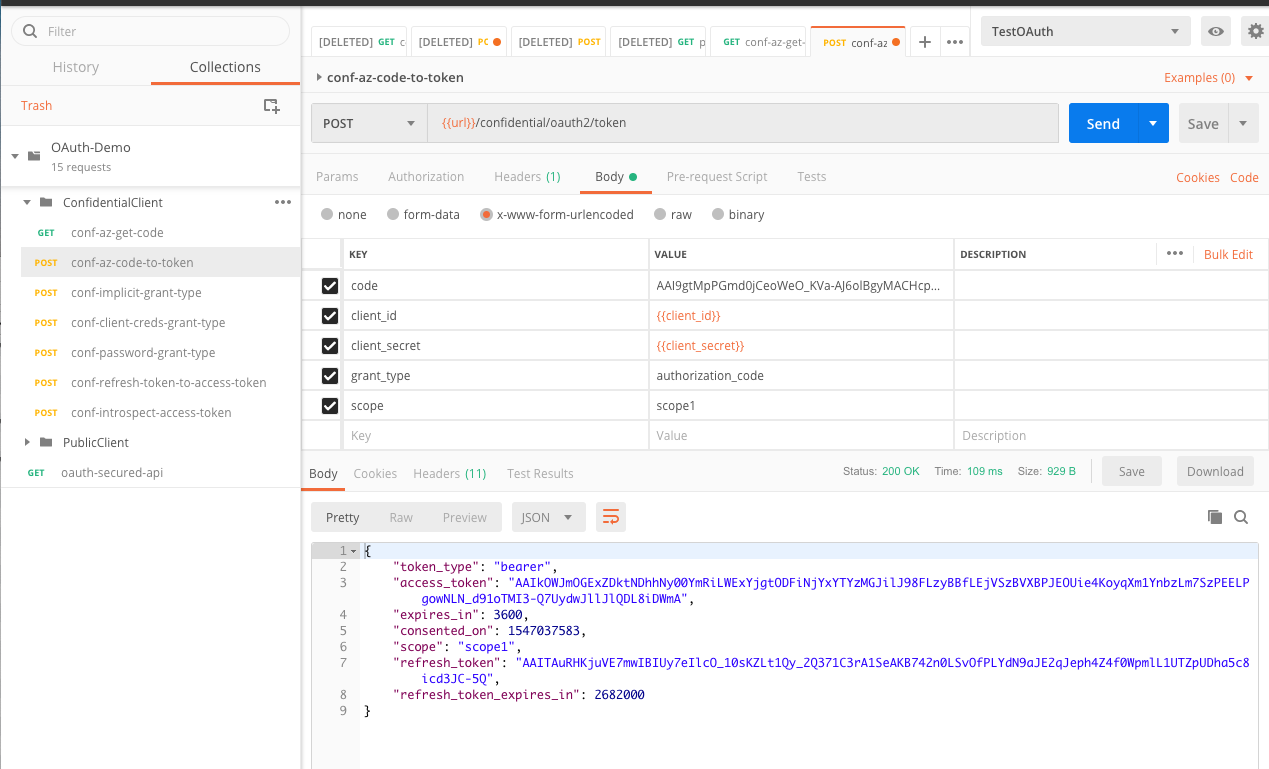 Filter
History
Collections
Trash
OAuth-Demo
15 requests
ConfidentialClient
GET conf-az-get-code
POST conf-az-code-to-token
POST conf-implicit-grant-type
POST conf-client-creds-grant-type
POST conf-password-grant-type
POST conf-refresh-token-to-access-token
POST conf-introspect-access-token
PublicClient
GET oauth-secured-api
[DELETED] GET c
[DELETED] PC
[DELETED] POST
[DELETED] GET p
GET conf-az-get-
POST conf-az
TestOAuth
conf-az-code-to-token
Examples (0)
POST
{{url}}/confidential/oauth2/token
Send
Save
Params
Authorization
Headers (1)
Body
Pre-request Script
Tests
Cookies
Code
none
form-data
x-www-form-urlencoded
raw
binary
KEY VALUE DESCRIPTION
Bulk Edit
code AAI9gtMpPGmd0jCeoWeO_KVa-AJ6olBgyMACHcp...
client_id {{client_id}}
client_secret {{client_secret}}
grant_type authorization_code
scope scope1
Key Value Description
Body
Cookies
Headers (11)
Test Results
Status: 200 OK
Time: 109 ms
Size: 929 B
Save
Download
Pretty
Raw
Preview
JSON
1 {
2 "token_type": "bearer",
3 "access_token": "AAIkOWJmOGExZDktNDhhNy00YmRiLWExYjgtODFiNjYxYTYzMGJilJ98FLzyBBfLEjVSzBVXBPJEOUie4KoyqXm1YnbzLm7SzPEELP
gowNLN_d91oTMI3-Q7UydwJllJlQDL8iDWmA",
4 "expires_in": 3600,
5 "consented_on": 1547037583,
6 "scope": "scope1",
7 "refresh_token": "AAITAuRHKjuVE7mwIBIUy7eIlcO_10sKZLt1Qy_2Q371C3rA1SeAKB74Zn0LSvOfPLYdN9aJE2qJeph4Z4f0WpmlL1UTZpUDha5c8
icd3JC-5Q",
8 "refresh_token_expires_in": 2682000
9 }